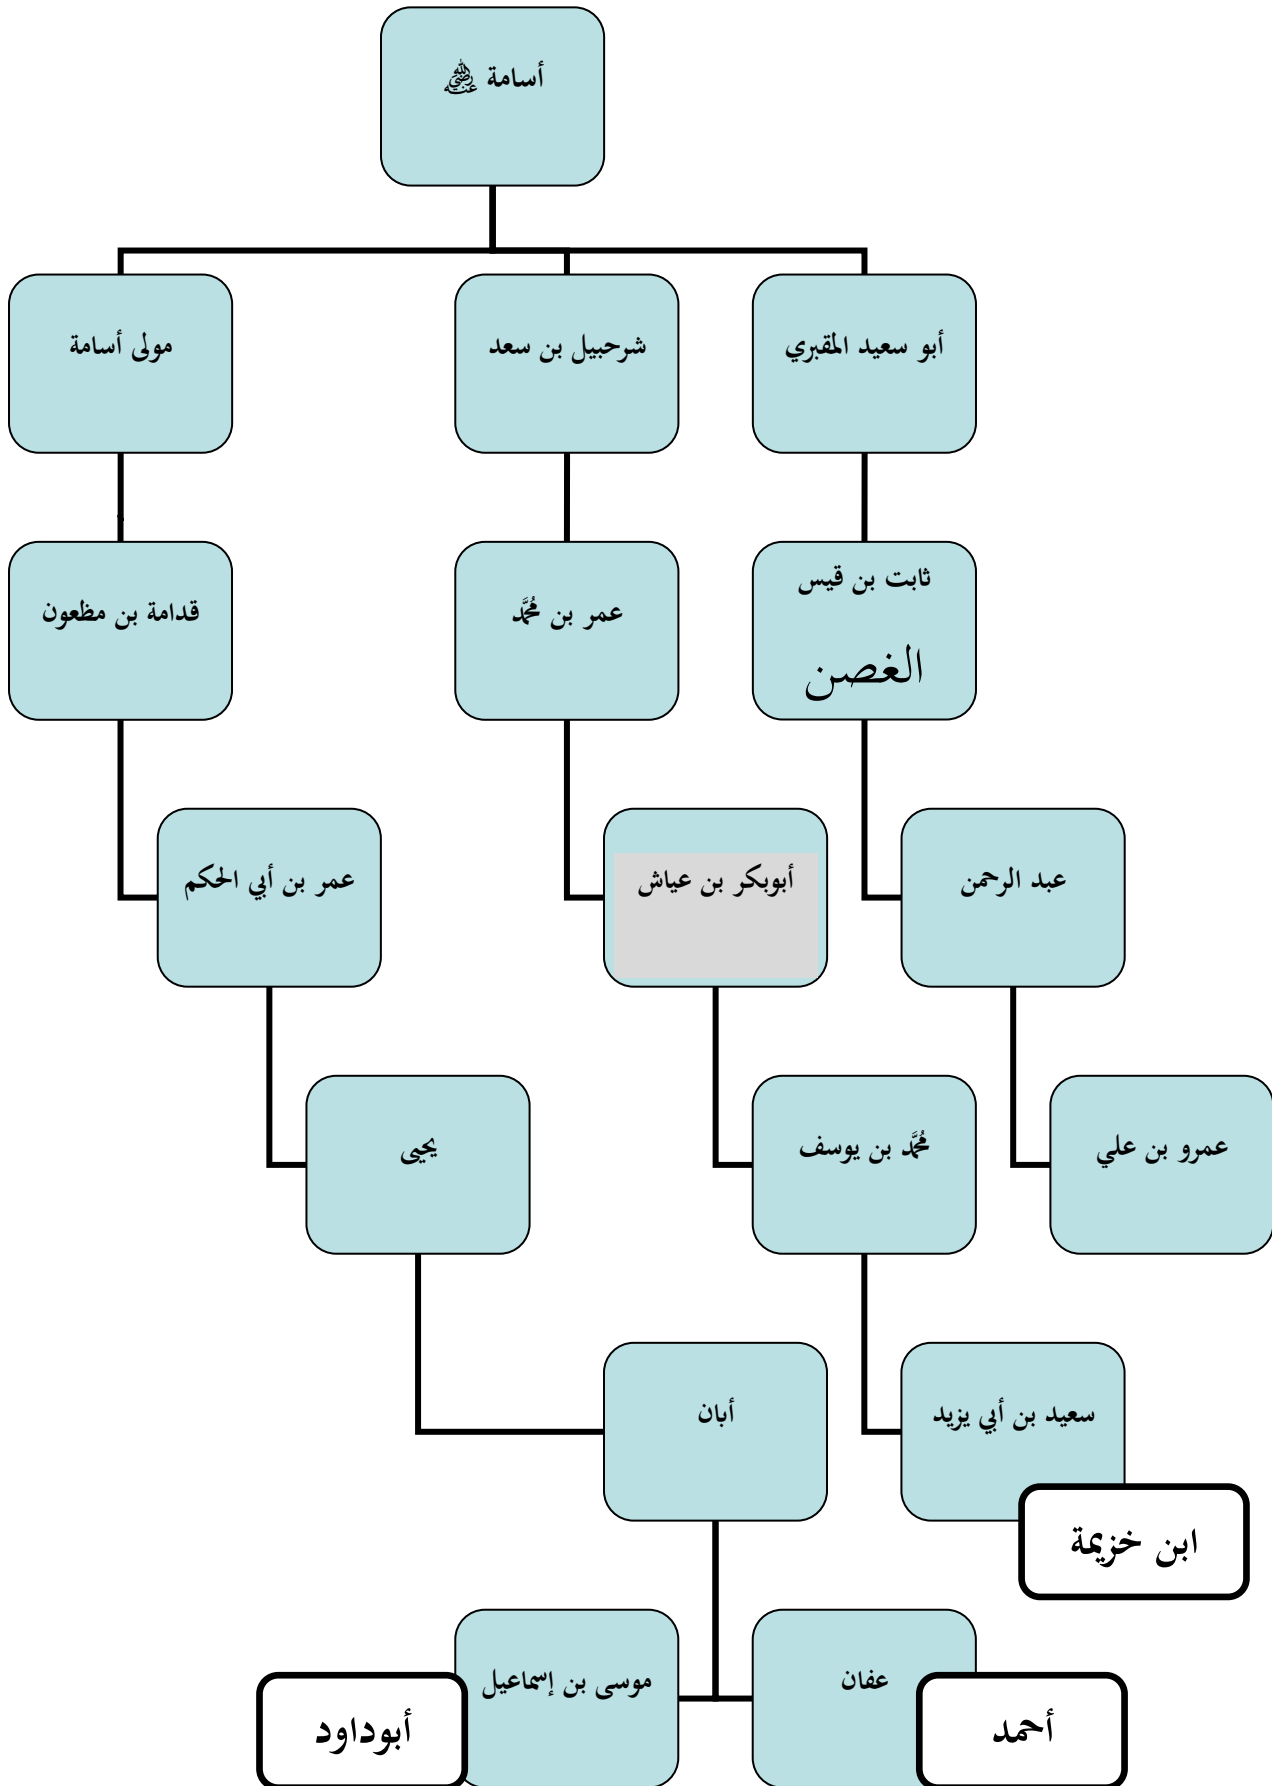 أسامة رضي الله عنه
أبو سعيد المقبري
شرحبيل بن سعد
مولى أسامة
ثابت بن قيس
الغصن
عمر بن مُحَّد
قدامة بن مظعون
عبد الرحمن
أبوبكر بن عياش
عمر بن أبي الحكم
عمرو بن علي
مُحَّد بن يوسف
يحيى
سعيد بن أبي يزيد
أبان
ابن خزيمة
عفان
موسى بن إسماعيل
أحمد
أبوداود